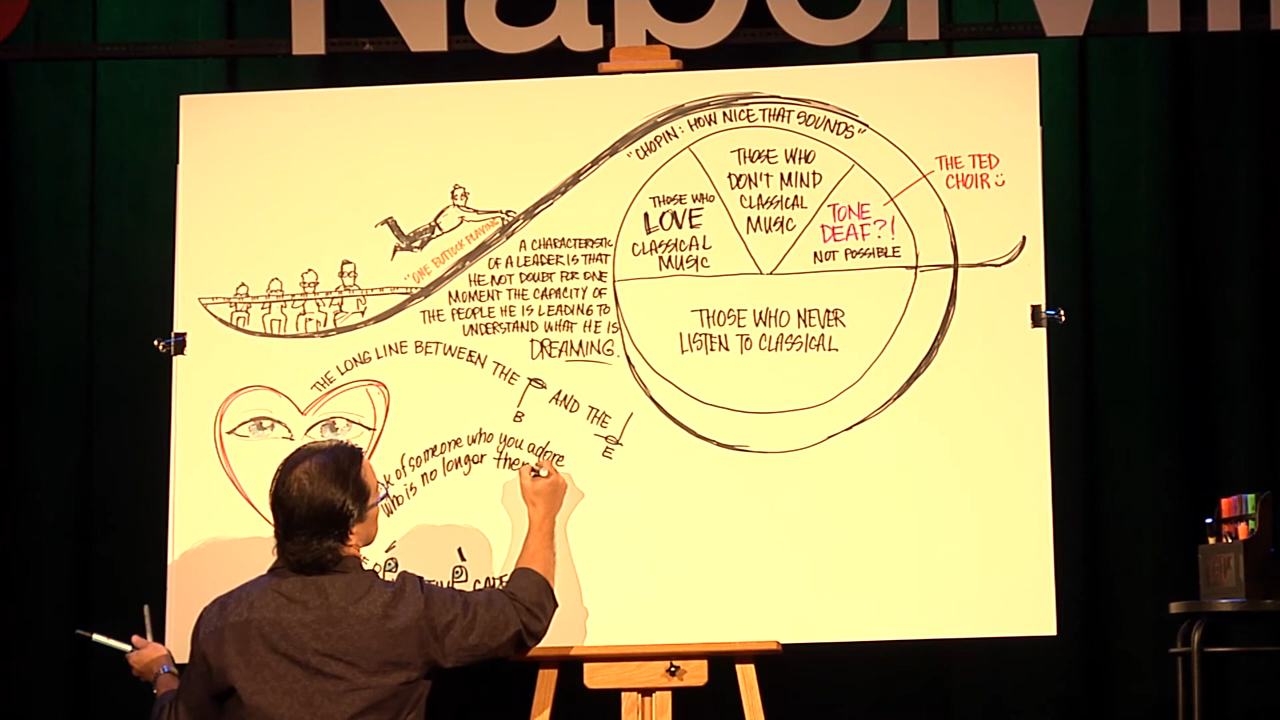 Naperville
"CHOPIN: HOW NICE THAT SOUNDS"
THOSE WHO
LOVE
CLASSICAL
MUSIC
THOSE WHO
DON'T MIND
CLASSICAL
MUSIC
TONE
DEAF?!
NOT POSSIBLE
THE TED
CHOIR
THOSE WHO NEVER
LISTEN TO CLASSICAL
"ONE BUTTOCK PLAYING"
A CHARACTERISTIC
OF A LEADER IS THAT
HE NOT DOUBT FOR ONE
MOMENT THE CAPACITY OF
THE PEOPLE HE IS LEADING TO
UNDERSTAND WHAT HE IS
DREAMING.
THE LONG LINE BETWEEN THE
B
AND THE
E
of someone who you adore
who is no longer